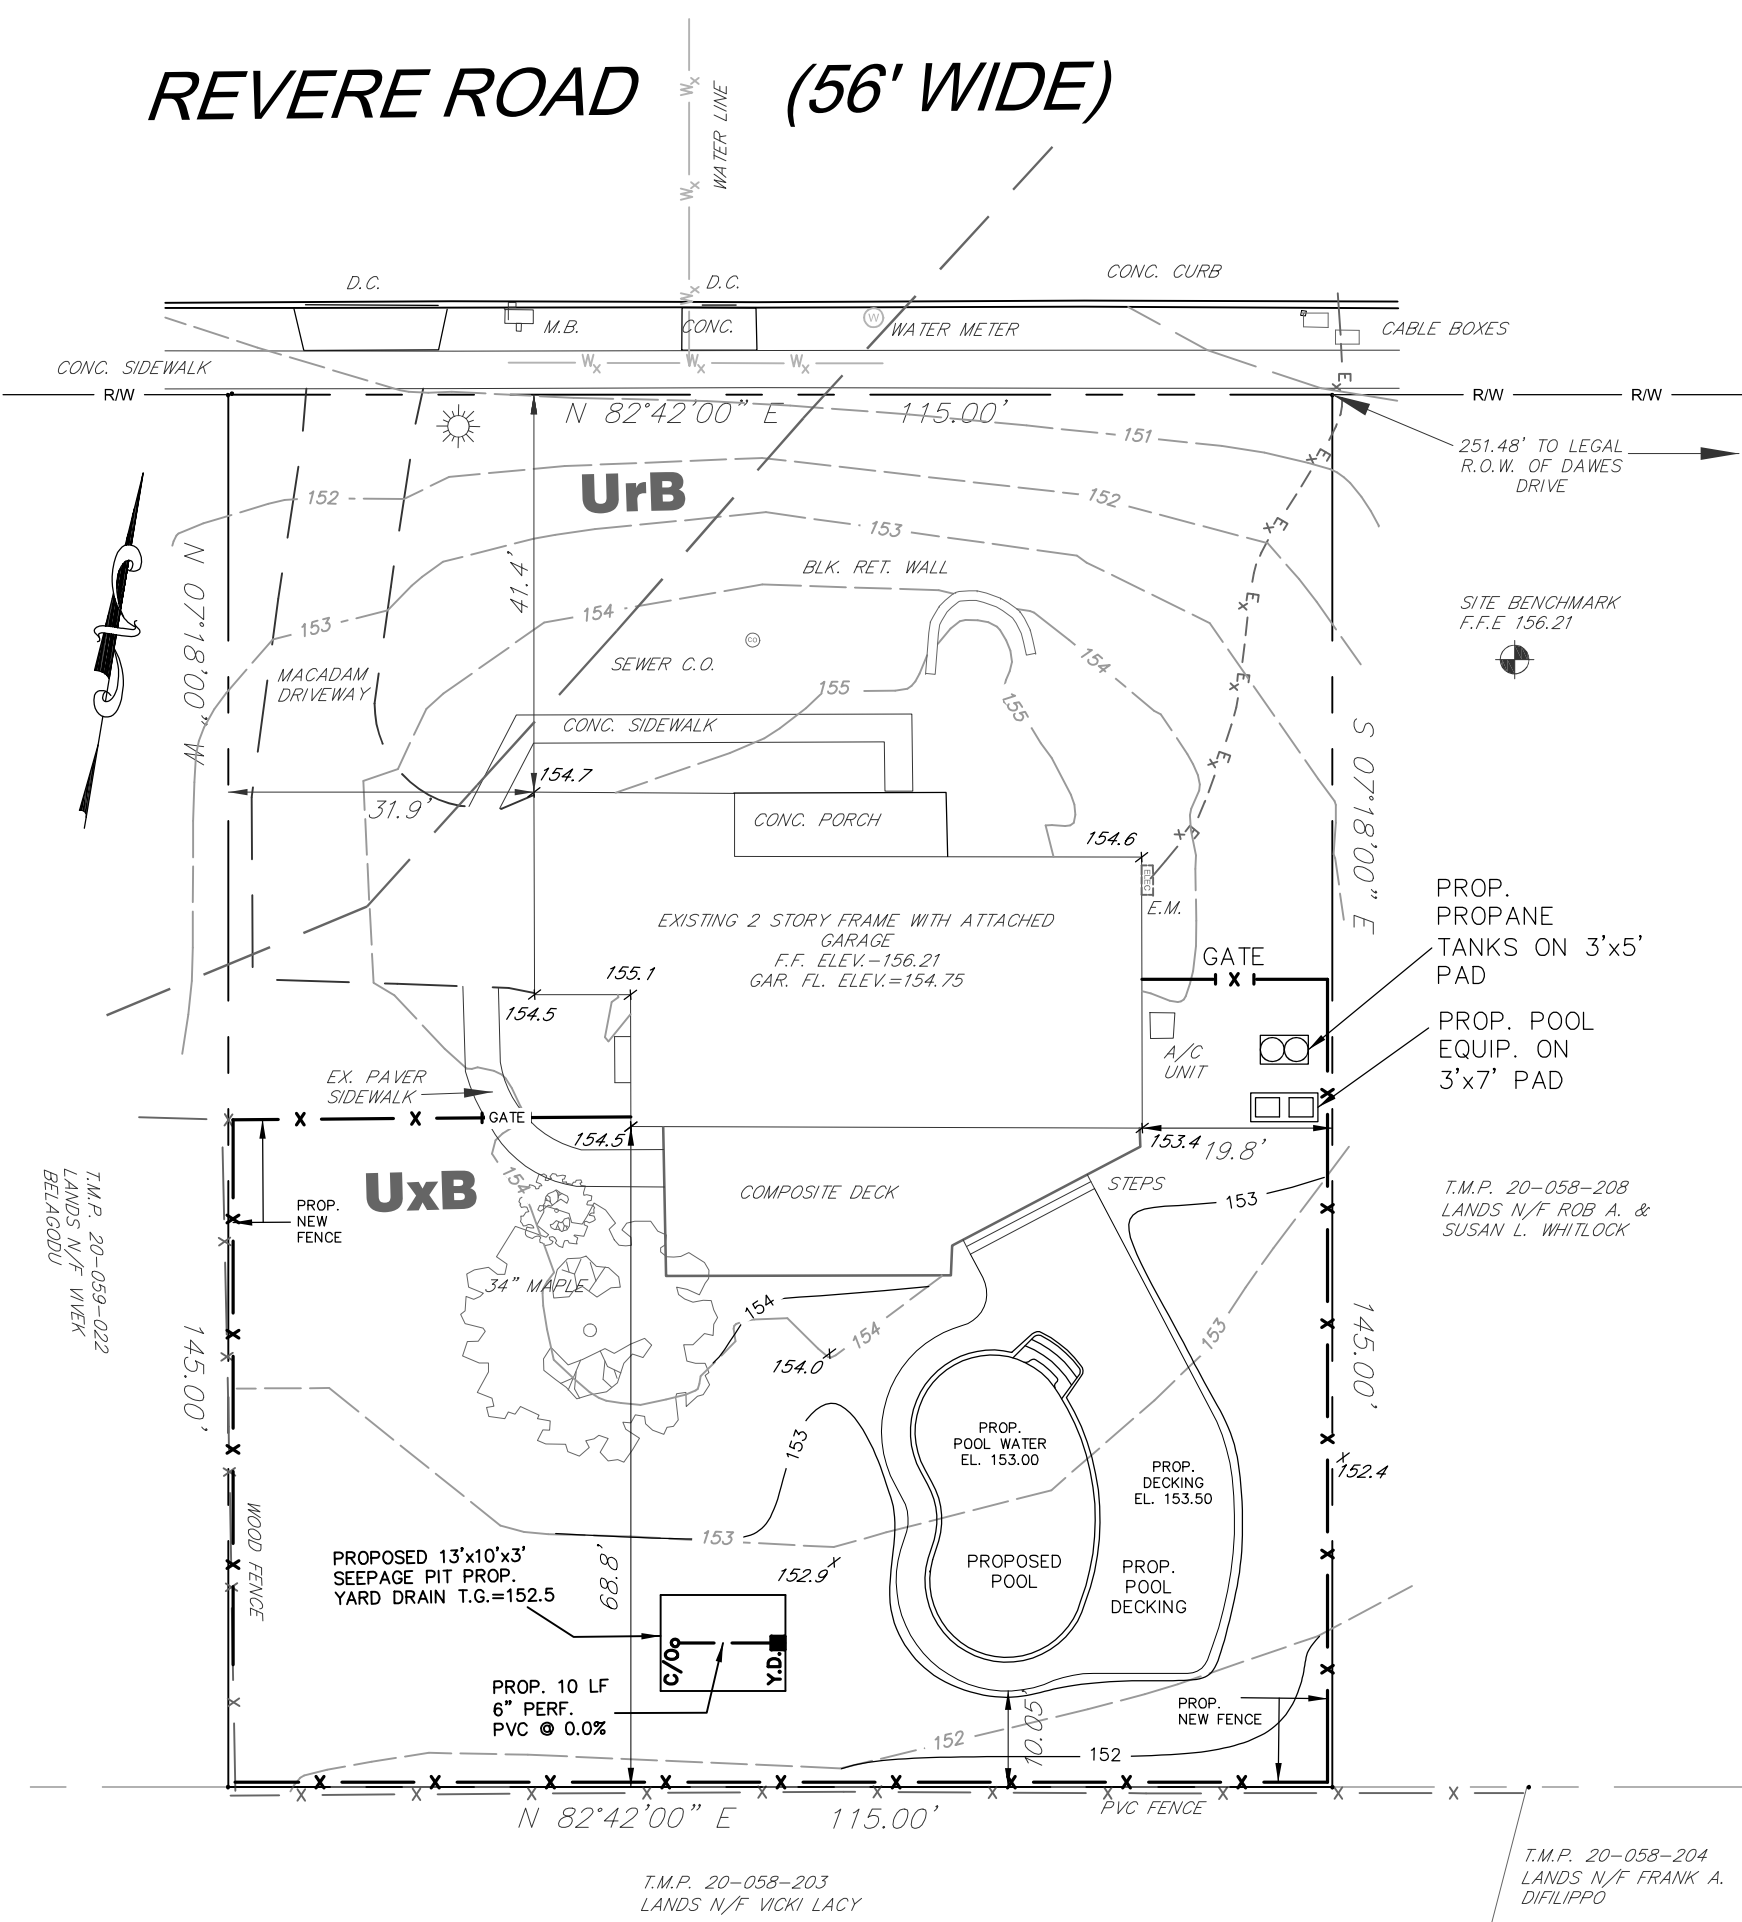 REVERE ROAD (56' WIDE)
WATER LINE
D.C.
D.C.
CONC. CURB
M.B.
CONC.
W
WATER METER
CABLE BOXES
CONC. SIDEWALK
R/W
R/W
R/W
N 82°42'00" E 115.00'
151
251.48' TO LEGAL
R.O.W. OF DAWES
DRIVE
UrB
152
152
153
N 07°18'00" W
41.4'
BLK. RET. WALL
153
154
SITE BENCHMARK
F.F.E 156.21
CO
SEWER C.O.
154
MACADAM
DRIVEWAY
155
155
CONC. SIDEWALK
S 07°18'00" E
154.7
31.9'
CONC. PORCH
154.6
ELEC
E.M.
PROP.
PROPANE
TANKS ON 3'x5'
PAD
EXISTING 2 STORY FRAME WITH ATTACHED
GARAGE
F.F. ELEV.-156.21
GAR. FL. ELEV.=154.75
GATE
155.1
154.5
PROP. POOL
EQUIP. ON
3'x7' PAD
A/C
UNIT
EX. PAVER
SIDEWALK
GATE
154.5
153.4
19.8'
T.M.P. 20-059-022
LANDS N/F VIVEK
BELAGODU
PROP.
NEW
FENCE
UxB
154
COMPOSITE DECK
STEPS
153
T.M.P. 20-058-208
LANDS N/F ROB A. &
SUSAN L. WHITLOCK
34" MAPLE
154
154
154.0
153
145.00'
145.00'
153
PROP.
POOL WATER
EL. 153.00
PROP.
DECKING
EL. 153.50
152.4
WOOD FENCE
153
PROPOSED 13'x10'x3'
SEEPAGE PIT PROP.
YARD DRAIN T.G.=152.5
68.8'
152.9
PROPOSED
POOL
PROP.
POOL
DECKING
C/O
Y.D.
PROP. 10 LF
6" PERF.
PVC @ 0.0%
10.05'
PROP.
NEW FENCE
152
152
N 82°42'00" E 115.00'
PVC FENCE
T.M.P. 20-058-203
LANDS N/F VICKI LACY
T.M.P. 20-058-204
LANDS N/F FRANK A.
DIFILIPPO